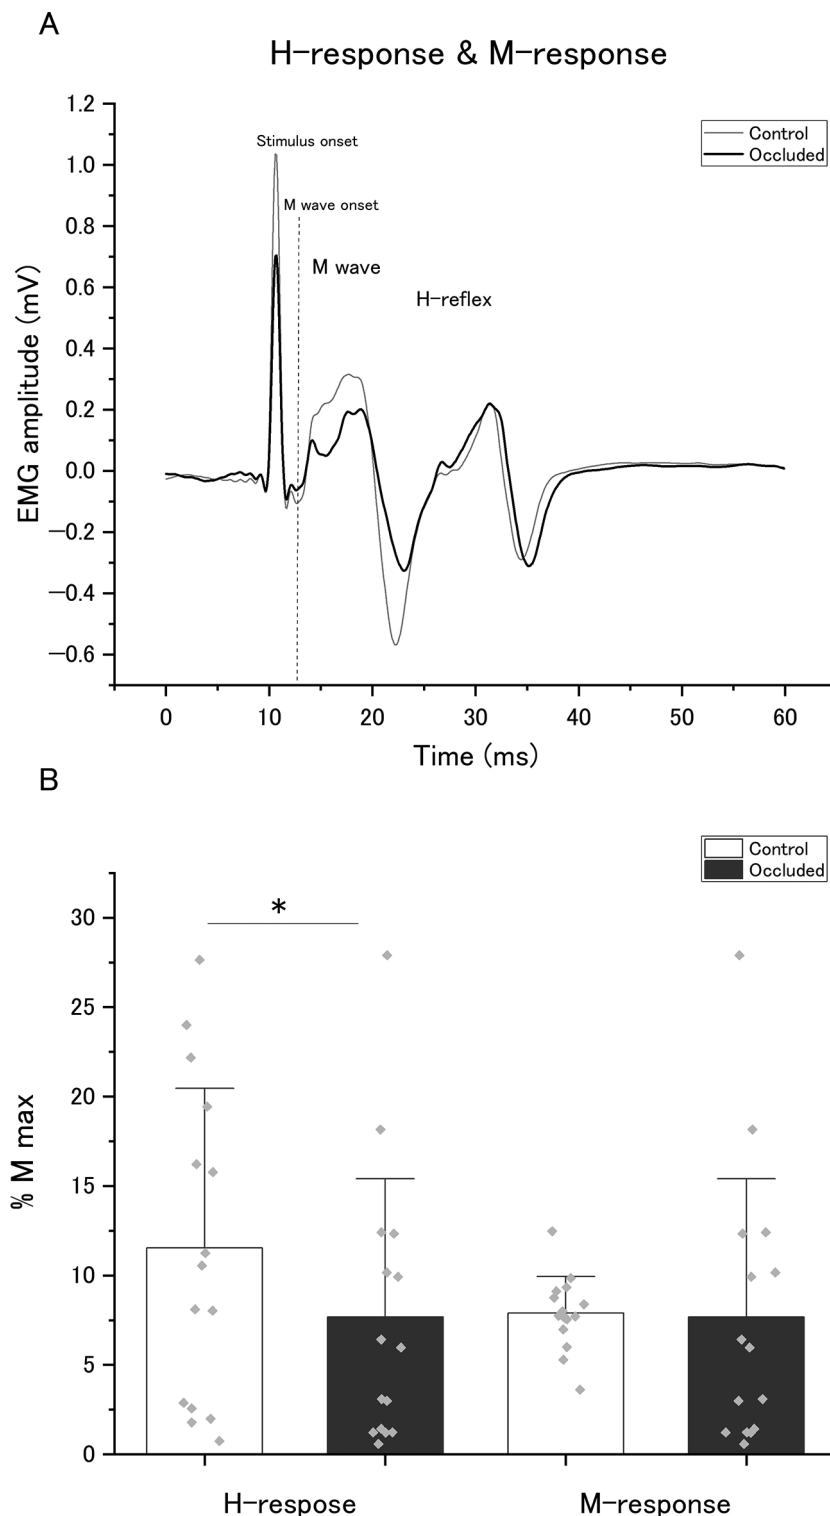 A
H-response & M-response
1.2
1.0
0.8
0.6
0.4
0.2
0.0
−0.2
−0.4
−0.6
EMG amplitude (mV)
Control
Occluded
Stimulus onset
M wave onset
M wave
H-reflex
0 10 20 30 40 50 60
Time (ms)
B
Control
Occluded
30
25
20
15
10
5
0
% M max
*
H-respose M-response